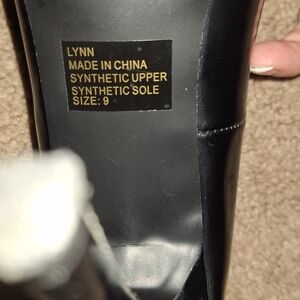 LYNN
MADE IN CHINA
SYNTHETIC UPPER
SYNTHETIC SOLE
SIZE: 9